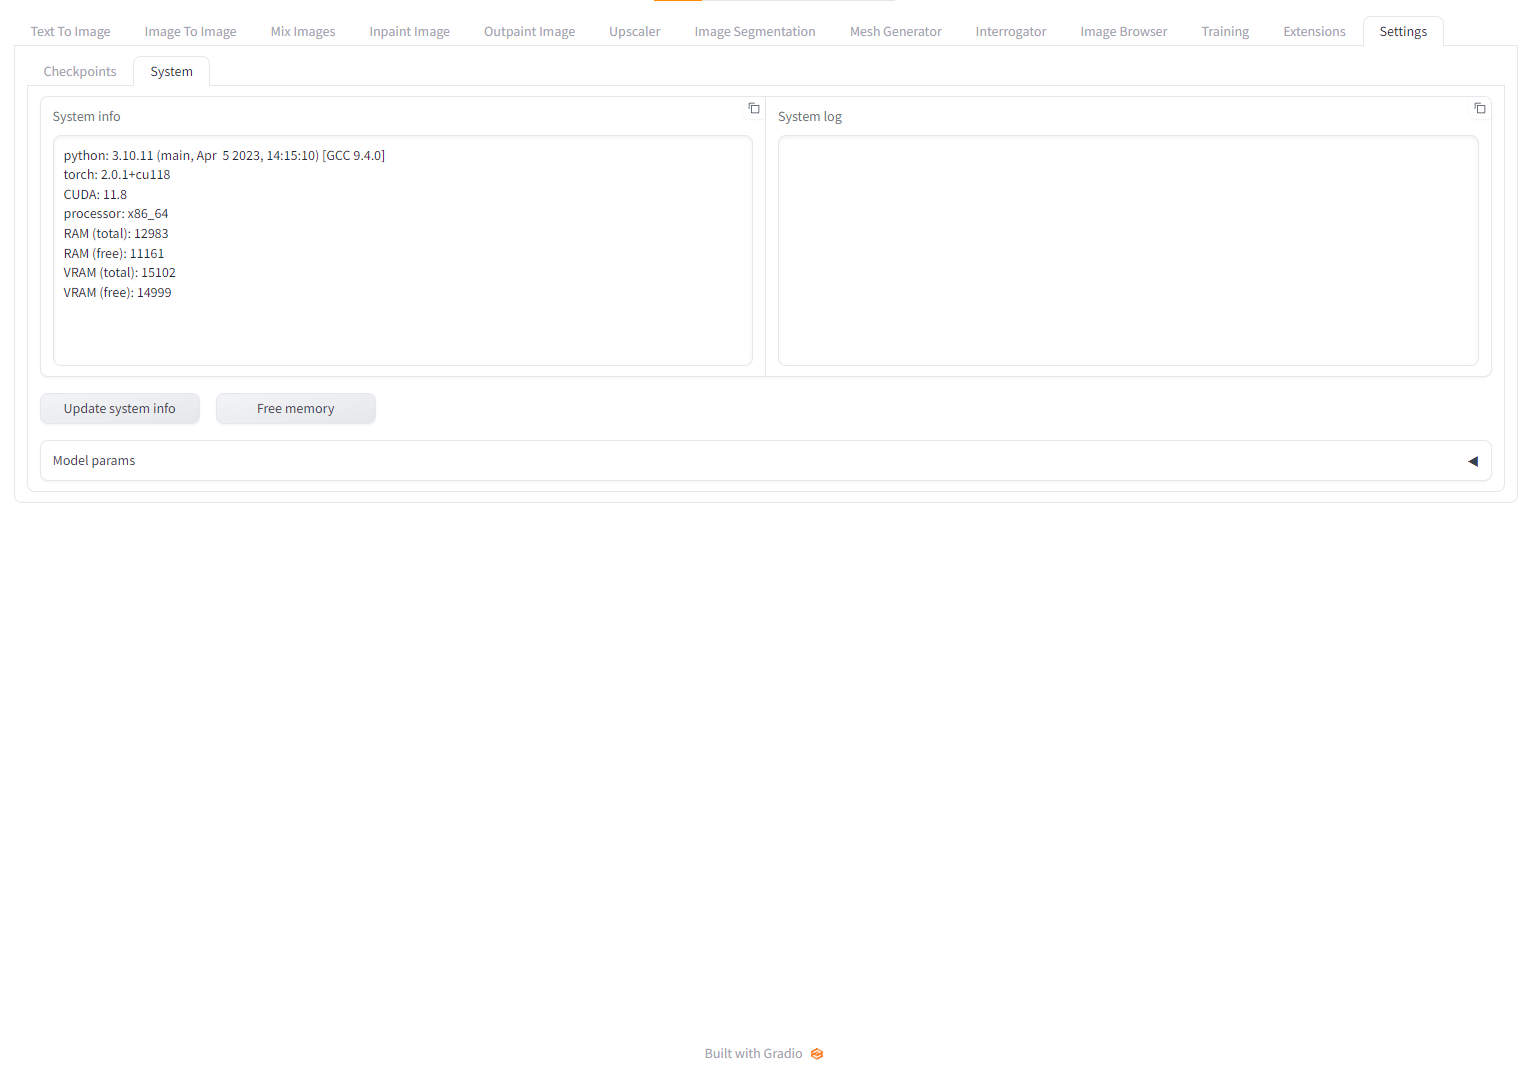 Text To Image Image To Image Mix Images Inpaint Image Outpaint Image Upscaler Image Segmentation Mesh Generator Interrogator Image Browser Training Extensions Settings
Checkpoints System
System info
python: 3.10.11 (main, Apr  5 2023, 14:15:10) [GCC 9.4.0]
torch: 2.0.1+cu118
CUDA: 11.8
processor: x86_64
RAM (total): 12983
RAM (free): 11161
VRAM (total): 15102
VRAM (free): 14999
System log
Update system info Free memory
Model params
Built with Gradio